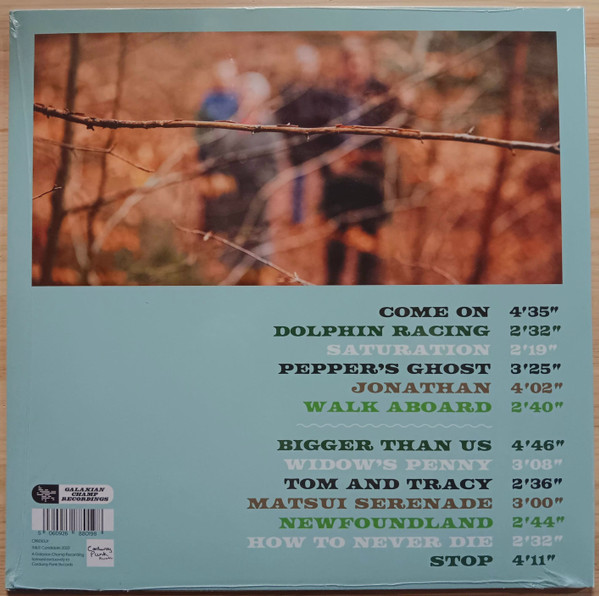 COME ON 4'35"
DOLPHIN RACING 2'32"
SATURATION 2'19"
PEPPER'S GHOST 3'25"
JONATHAN 4'02"
WALK ABOARD 2'40"
BIGGER THAN US 4'46"
WIDOW'S PENNY 3'08"
TOM AND TRACY 2'36"
MATSUI SERENADE 3'00"
NEWFOUNDLAND 2'44"
HOW TO NEVER DIE 2'32"
STOP 4'11"
GALAXIAN
CHAMP
RECORDINGS
Punk